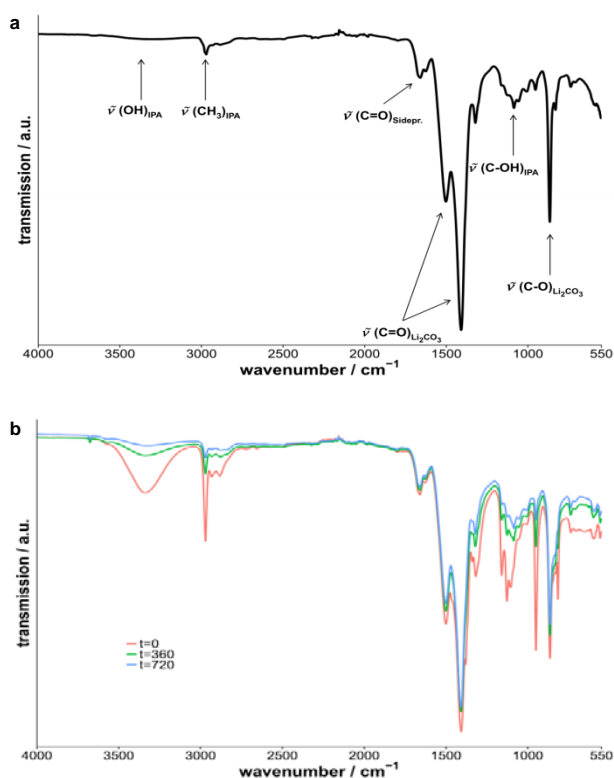 a
transmission / a.u.
ṽ (OH)IPA
ṽ (CH3)IPA
ṽ (C=O)Sidepr.
ṽ (C-OH)IPA
ṽ (C=O)Li2CO3
ṽ (C-O)Li2CO3
4000 3500 3000 2500 2000 1500 1000 550
wavenumber / cm−1
b
transmission / a.u.
t=0
t=360
t=720
4000 3500 3000 2500 2000 1500 1000 550
wavenumber / cm−1